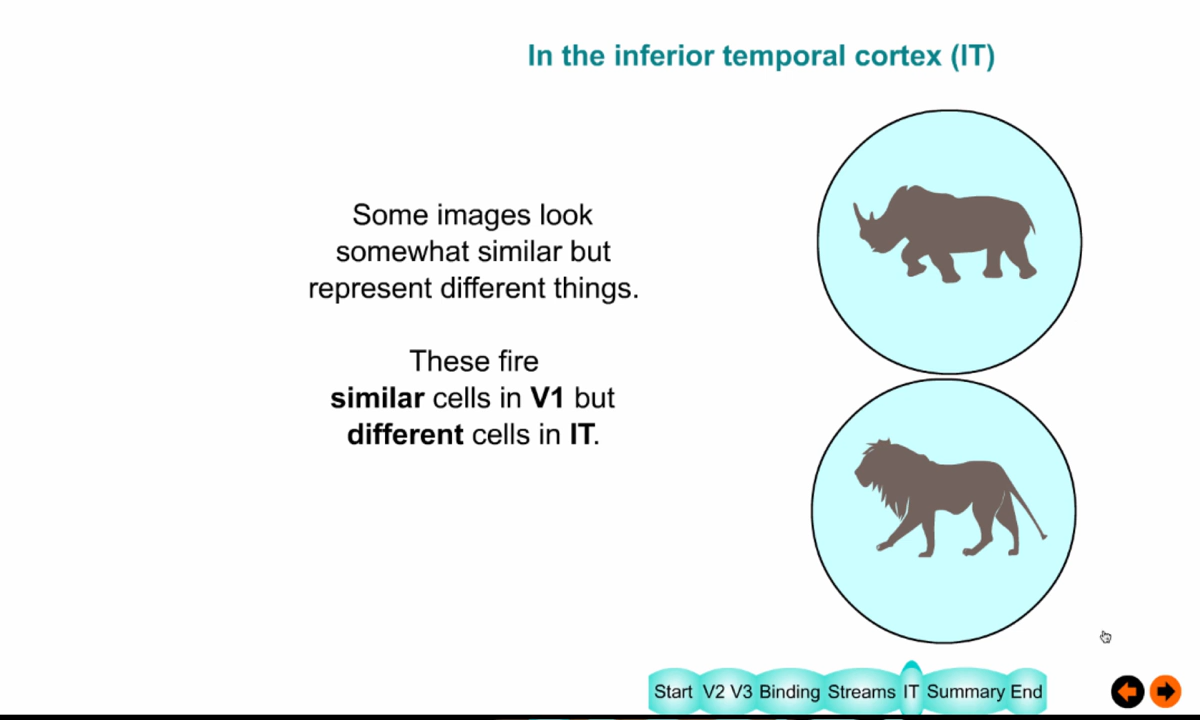 In the inferior temporal cortex (IT)
Some images look
somewhat similar but
represent different things.
These fire
similar cells in V1 but
different cells in IT.
Start V2 V3 Binding Streams IT Summary End